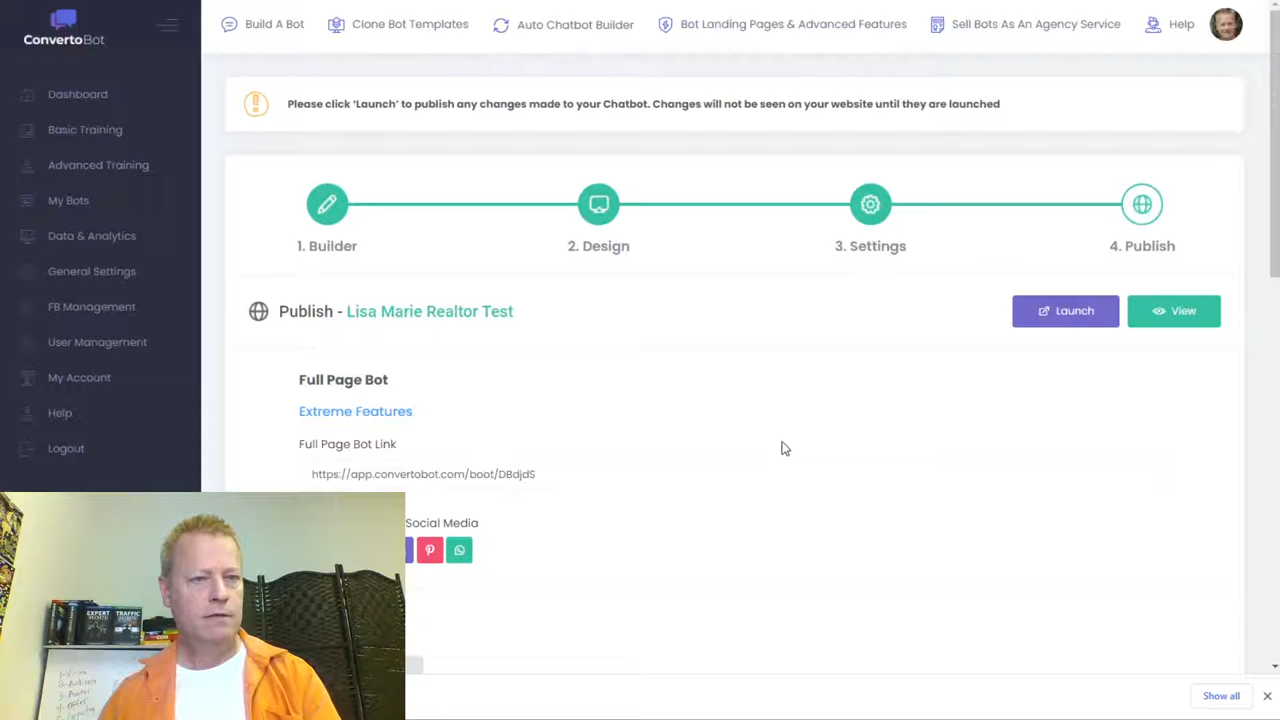 ConvertoBot
Build A Bot
Clone Bot Templates
Auto Chatbot Builder
Bot Landing Pages & Advanced Features
Sell Bots As An Agency Service
Help
Dashboard
Basic Training
Advanced Training
My Bots
Data & Analytics
General Settings
FB Management
User Management
My Account
Help
Logout
Please click 'Launch' to publish any changes made to your Chatbot. Changes will not be seen on your website until they are launched
1. Builder
2. Design
3. Settings
4. Publish
Publish - Lisa Marie Realtor Test
Launch
View
Full Page Bot
Extreme Features
Full Page Bot Link
https://app.convertobot.com/boot/DBdjdS
Social Media
EXPERT
SECRETS
TRAFFIC
SECRETS
Show all